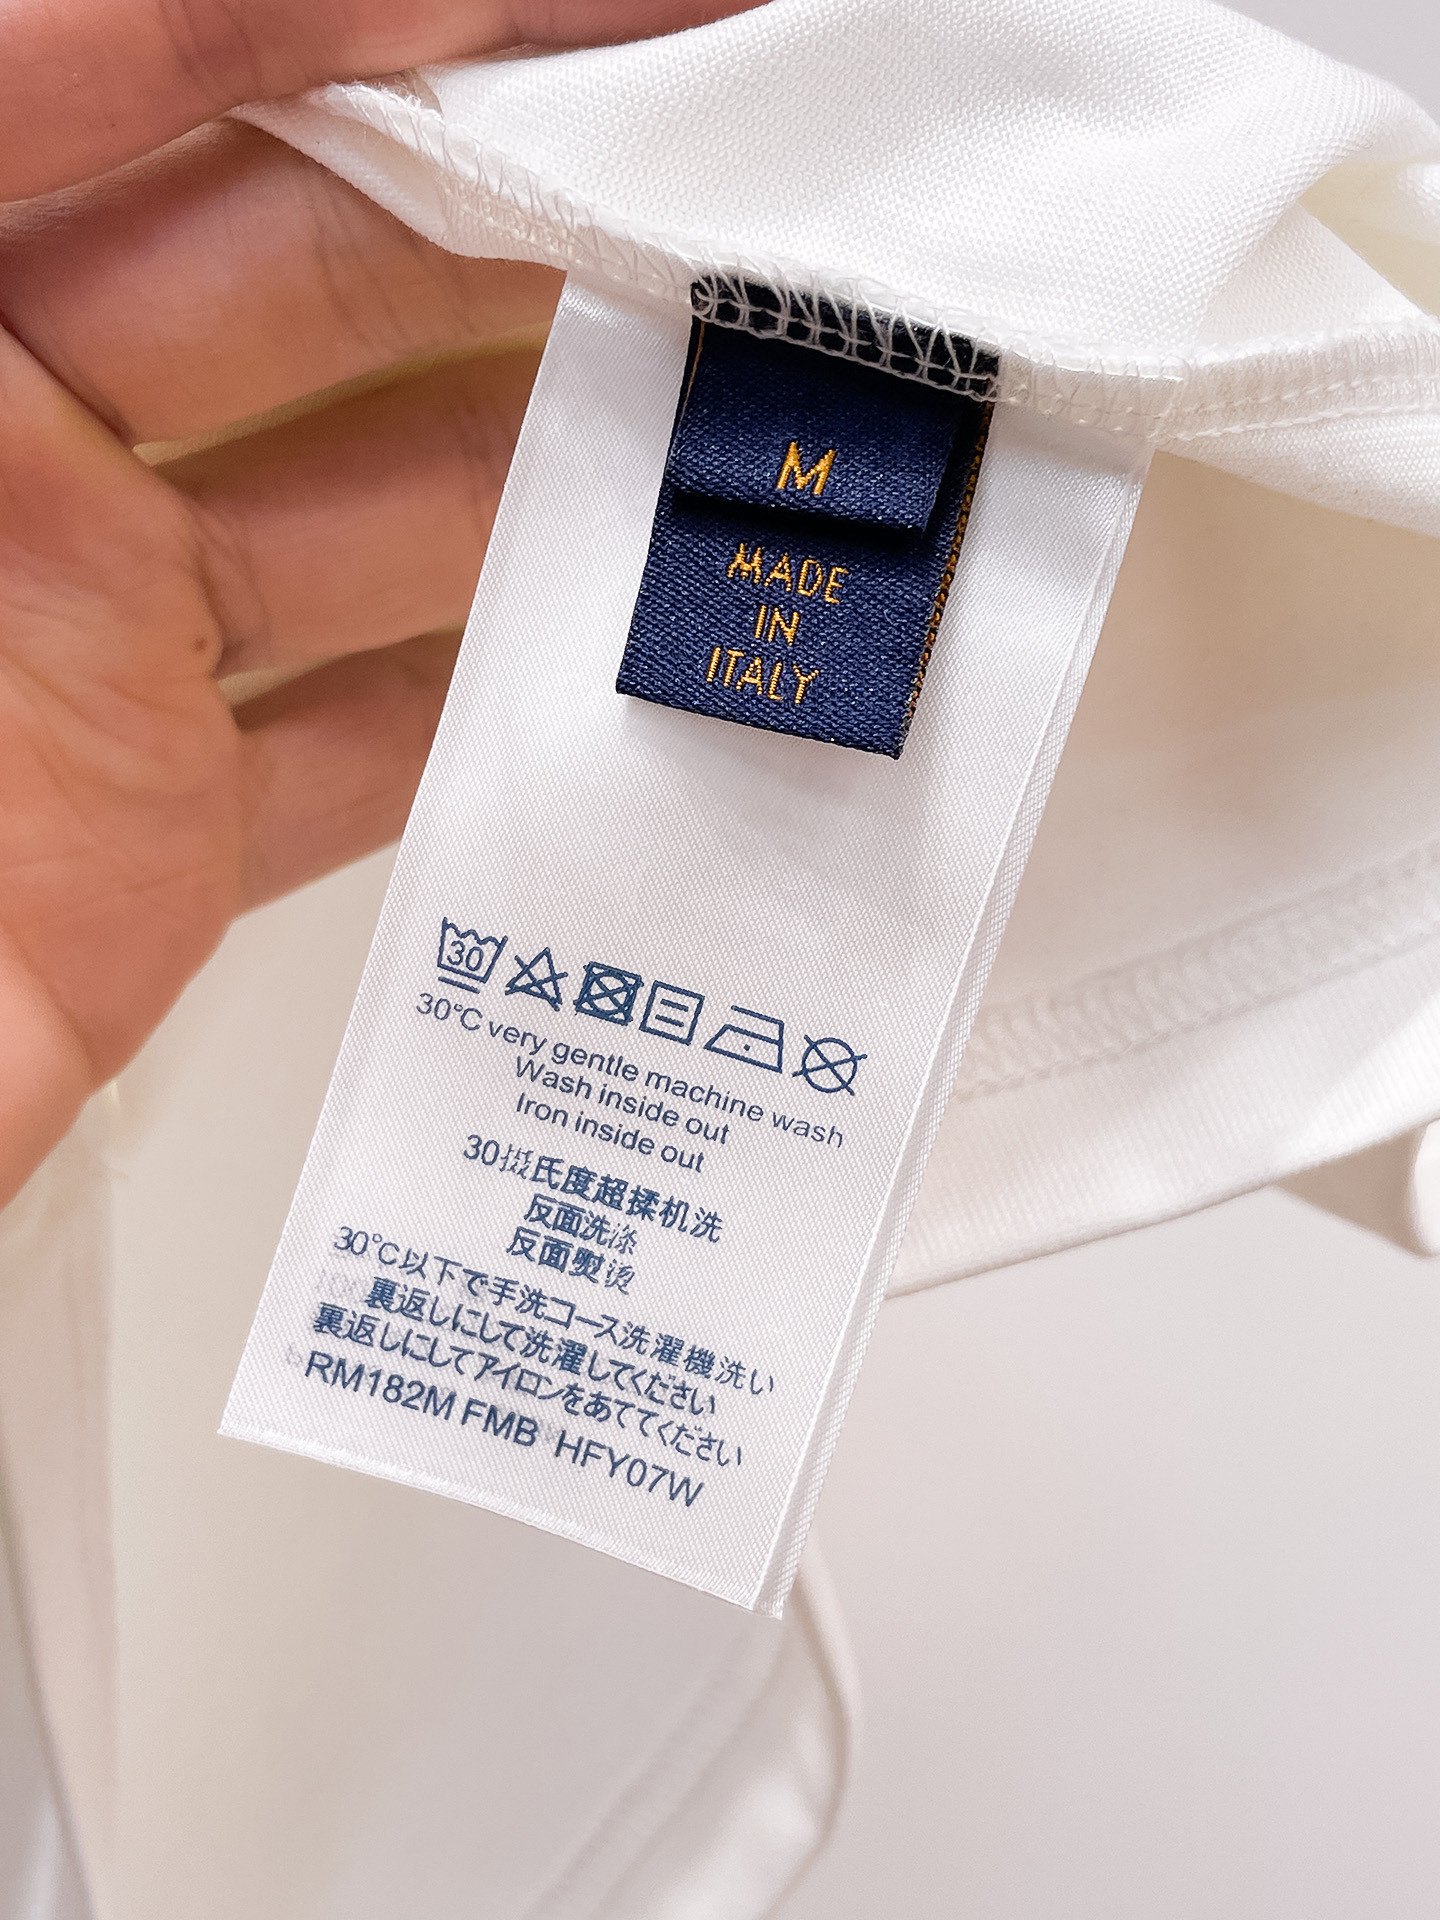 M
MADE
IN
ITALY
30
30°C very gentle machine wash
Wash inside out
Iron inside out
30摄氏度超揉机洗
反面洗涤
反面熨烫
30°C以下で手洗コース洗濯機洗い
裏返しにして洗濯してください
裏返しにしてアイロンをあててください
RM182M FMB HFY07W